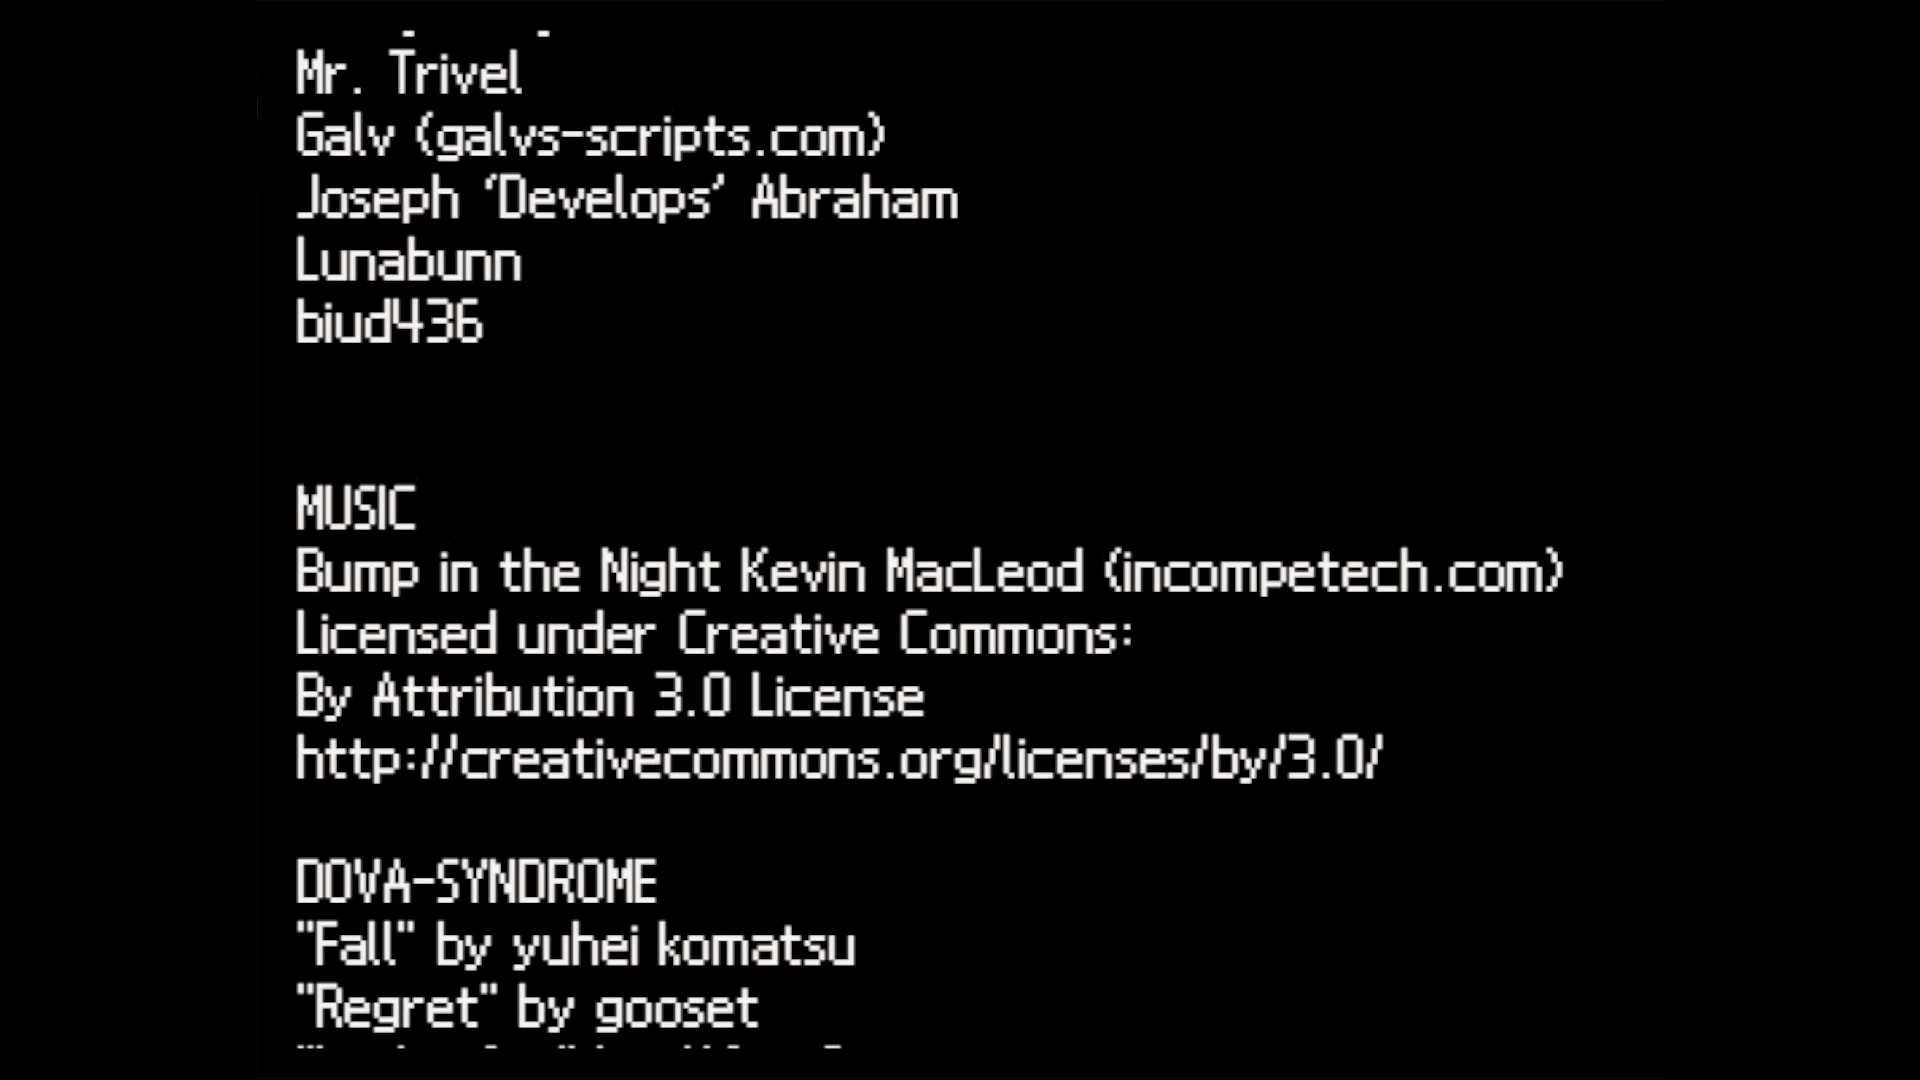 Mr. Trivel
Galv (galvs-scripts.com)
Joseph ‘Develops’ Abraham
Lunabunn
biud436
MUSIC
Bump in the Night Kevin MacLeod (incompetech.com)
Licensed under Creative Commons:
By Attribution 3.0 License
http://creativecommons.org/licenses/by/3.0/
DOVA-SYNDROME
"Fall" by yuhei komatsu
"Regret" by gooset